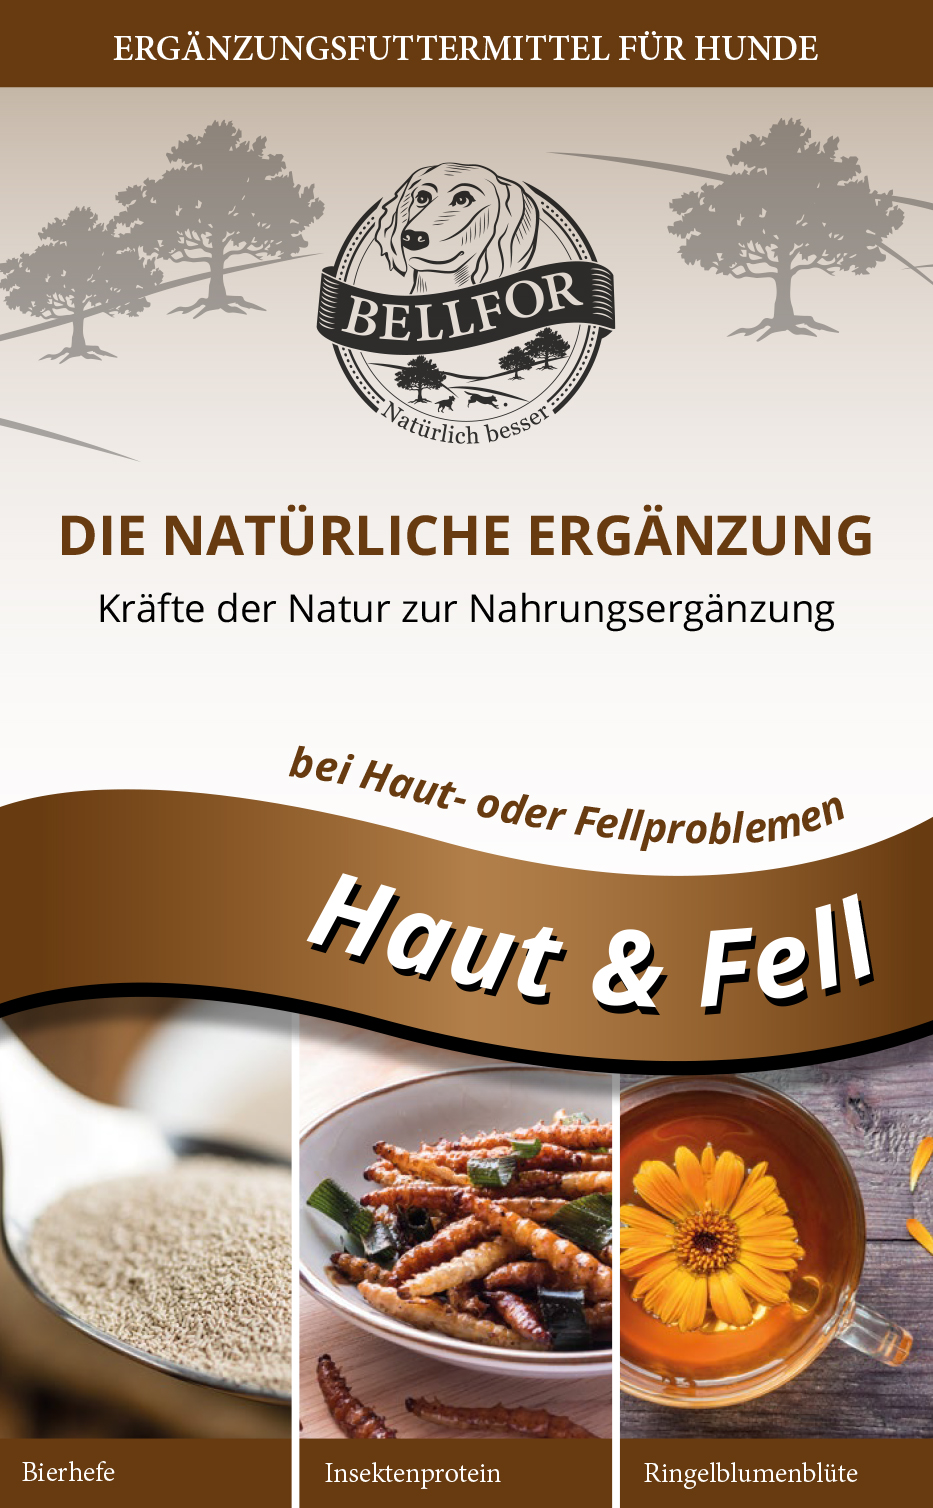 ERGÄNZUNGSFUTTERMITTEL FÜR HUNDE
BELLFOR
Natürlich besser
DIE NATÜRLICHE ERGÄNZUNG
Kräfte der Natur zur Nahrungsergänzung
bei Haut- oder Fellproblemen
Haut & Fell
Bierhefe
Insektenprotein
Ringelblumenblüte